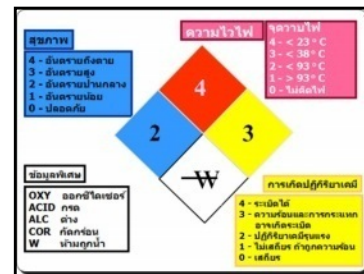 สุขภาพ
4 - อันตรายถึงตาย
3 - อันตรายสูง
2 - อันตรายปานกลาง
1 - อันตรายน้อย
0 - ปลอดภัย
ความไวไฟ
จุดวาบไฟ
4 - < 23 ° C
3 - < 38 ° C
2 - < 93 ° C
1 - > 93 ° C
0 - ไม่ติดไฟ
4
2
3
W
ข้อมูลพิเศษ
OXY ออกซิไดเซอร์
ACID กรด
ALC ด่าง
COR กัดกร่อน
W ห้ามถูกน้ำ
การเกิดปฏิกิริยาเคมี
4 - ระเบิดได้
3 - ความร้อนและการกระแทก
อาจเกิดระเบิด
2 - ปฏิกิริยาเคมีรุนแรง
1 - ไม่เสถียร ถ้าถูกความร้อน
0 - เสถียร